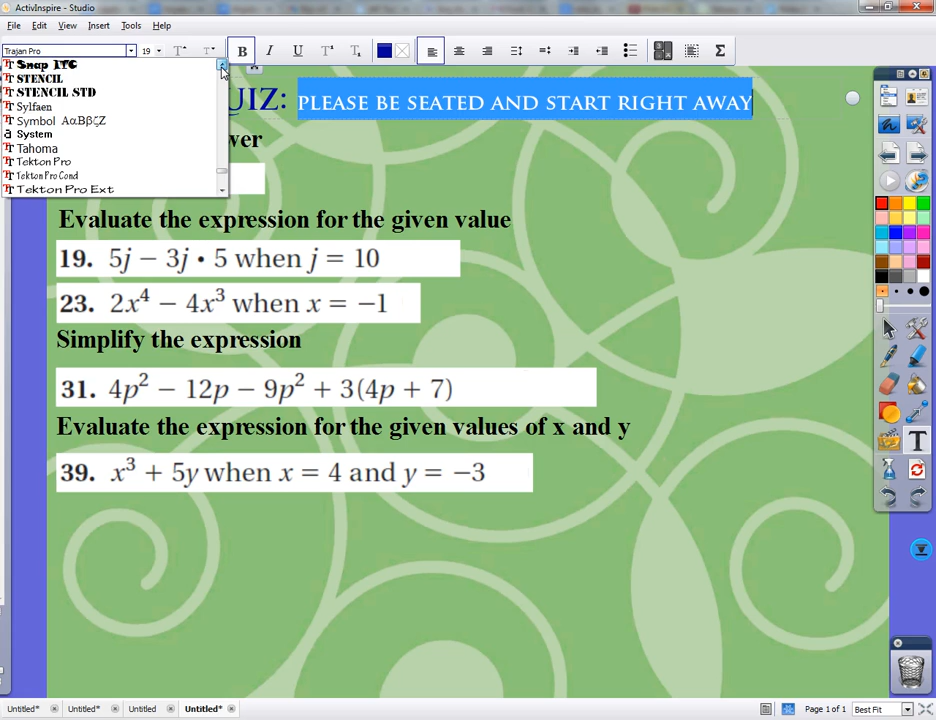 ActivInspire - Studio
File Edit View Insert Tools Help
Trajan Pro 19 B I U
Snap ITC
STENCIL
STENCIL STD
Sylfaen
Symbol ΑαΒβζΖ
System
Tahoma
Tekton Pro
Tekton Pro Cond
Tekton Pro Ext
UIZ: PLEASE BE SEATED AND START RIGHT AWAY
wer
Evaluate the expression for the given value
19. 5j − 3j • 5 when j = 10
23. 2x⁴ − 4x³ when x = −1
Simplify the expression
31. 4p² − 12p − 9p² + 3(4p + 7)
Evaluate the expression for the given values of x and y
39. x³ + 5y when x = 4 and y = −3
Untitled* Untitled* Untitled Untitled* Page 1 of 1 Best Fit